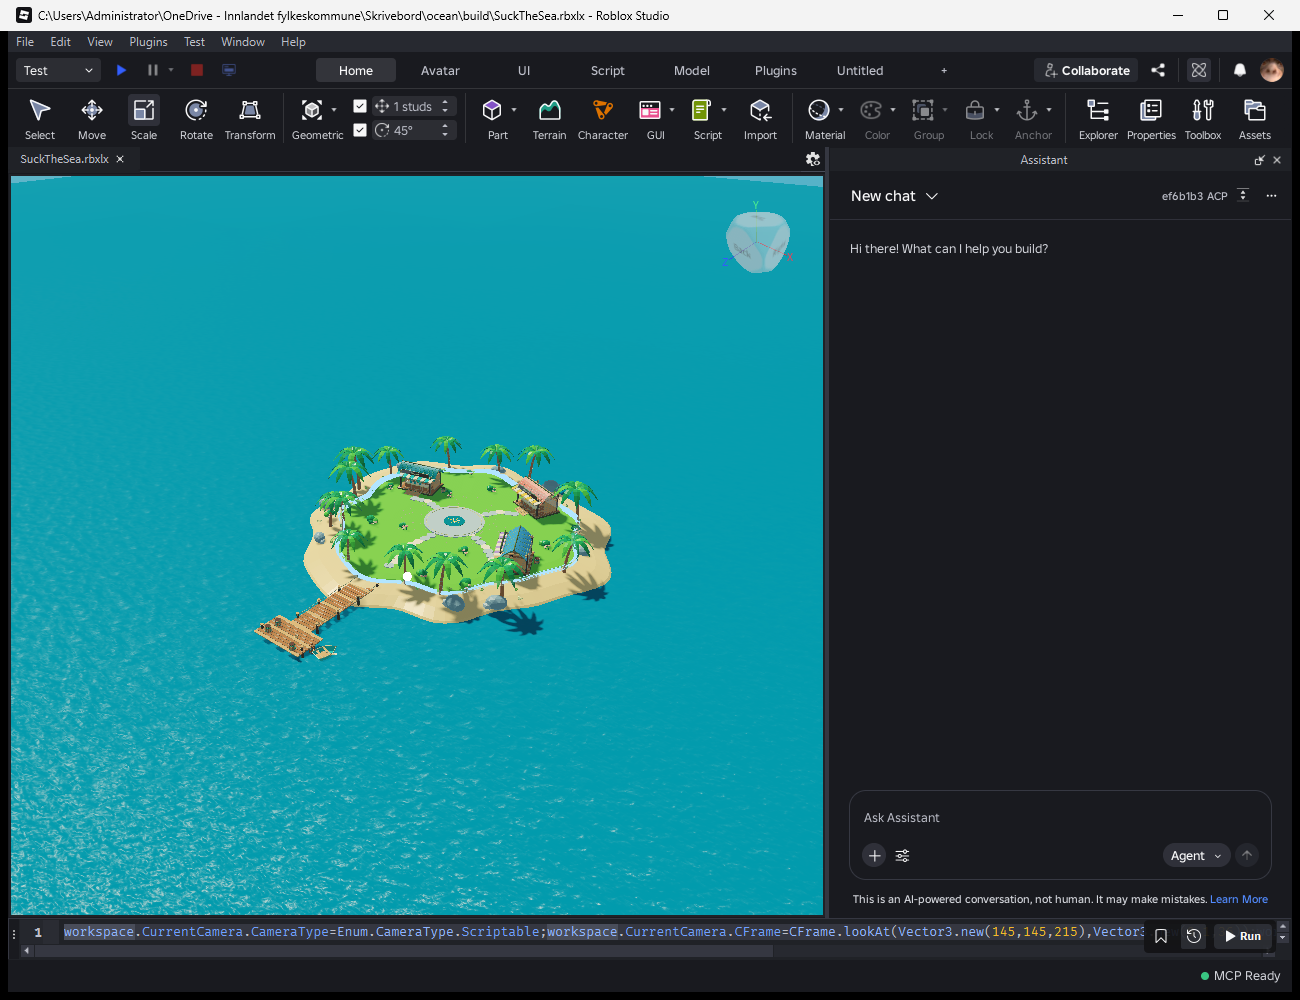 C:\Users\Administrator\OneDrive - Innlandet fylkeskommune\Skrivebord\ocean\build\SuckTheSea.rbxlx - Roblox Studio
File Edit View Plugins Test Window Help
Test Home Avatar UI Script Model Plugins Untitled + Collaborate
1 studs
45°
Select Move Scale Rotate Transform Geometric Part Terrain Character GUI Script Import Material Color Group Lock Anchor Explorer Properties Toolbox Assets
SuckTheSea.rbxlx
Assistant
New chat
ef6b1b3 ACP
Y
Z
X
Hi there! What can I help you build?
Ask Assistant
Agent
This is an AI-powered conversation, not human. It may make mistakes. Learn More
1 workspace.CurrentCamera.CameraType=Enum.CameraType.Scriptable;workspace.CurrentCamera.CFrame=CFrame.lookAt(Vector3.new(145,145,215),Vector3
Run
MCP Ready